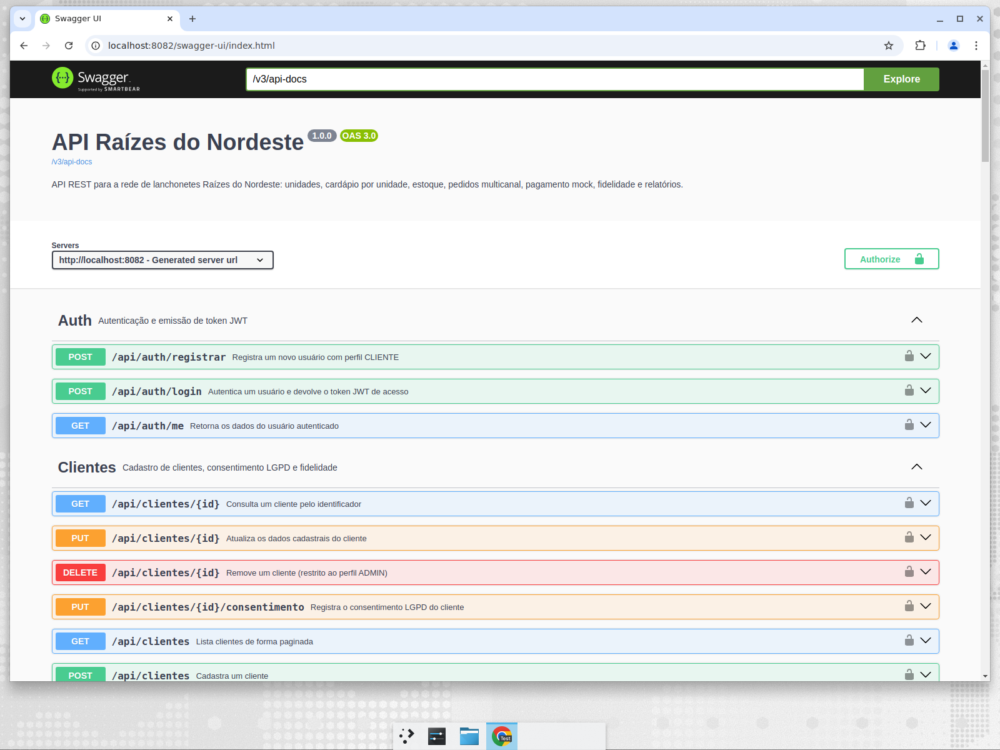 Swagger UI
localhost:8082/swagger-ui/index.html
Swagger
Supported by SMARTBEAR
/v3/api-docs
Explore
API Raízes do Nordeste 1.0.0 OAS 3.0
/v3/api-docs
API REST para a rede de lanchonetes Raízes do Nordeste: unidades, cardápio por unidade, estoque, pedidos multicanal, pagamento mock, fidelidade e relatórios.
Servers
http://localhost:8082 - Generated server url
Authorize
Auth Autenticação e emissão de token JWT
POST /api/auth/registrar Registra um novo usuário com perfil CLIENTE
POST /api/auth/login Autentica um usuário e devolve o token JWT de acesso
GET /api/auth/me Retorna os dados do usuário autenticado
Clientes Cadastro de clientes, consentimento LGPD e fidelidade
GET /api/clientes/{id} Consulta um cliente pelo identificador
PUT /api/clientes/{id} Atualiza os dados cadastrais do cliente
DELETE /api/clientes/{id} Remove um cliente (restrito ao perfil ADMIN)
PUT /api/clientes/{id}/consentimento Registra o consentimento LGPD do cliente
GET /api/clientes Lista clientes de forma paginada
POST /api/clientes Cadastra um cliente
Test